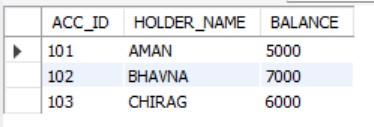 ACC_ID HOLDER_NAME BALANCE
101 AMAN 5000
102 BHAVNA 7000
103 CHIRAG 6000